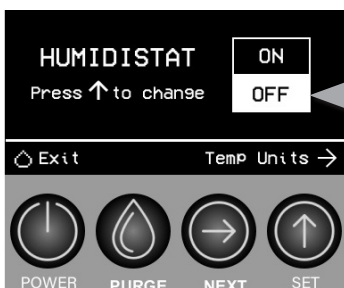 HUMIDISTAT ON
Press ↑ to change OFF
Exit Temp Units →
POWER PURGE NEXT SET